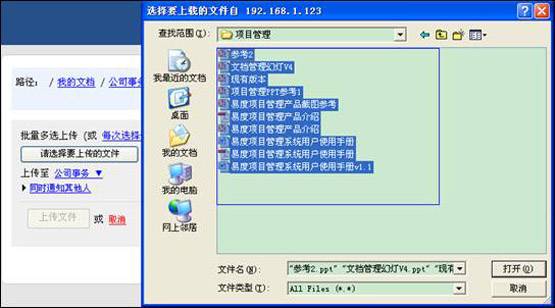 选择要上载的文件自 192.168.1.123
查找范围(I):
项目管理
路径: / 我的文档 / 公司事务
批量多选上传 (或 每次选择
请选择要上传的文件
上传至 公司事务 ▼
同时通知其他人
上传文件 或 取消
我最近的文档
桌面
我的文档
我的电脑
网上邻居
参考2
文档管理幻灯V4
现有版本
项目管理PPT参考1
易度项目管理产品截图参考
易度项目管理产品介绍
易度项目管理产品介绍
易度项目管理系统用户使用手册
易度项目管理系统用户使用手册
易度项目管理系统用户使用手册v1.1
文件名(N):
"参考2.ppt" "文档管理幻灯V4.ppt" "现有
打开(O)
文件类型(T):
All Files (*.*)
取消